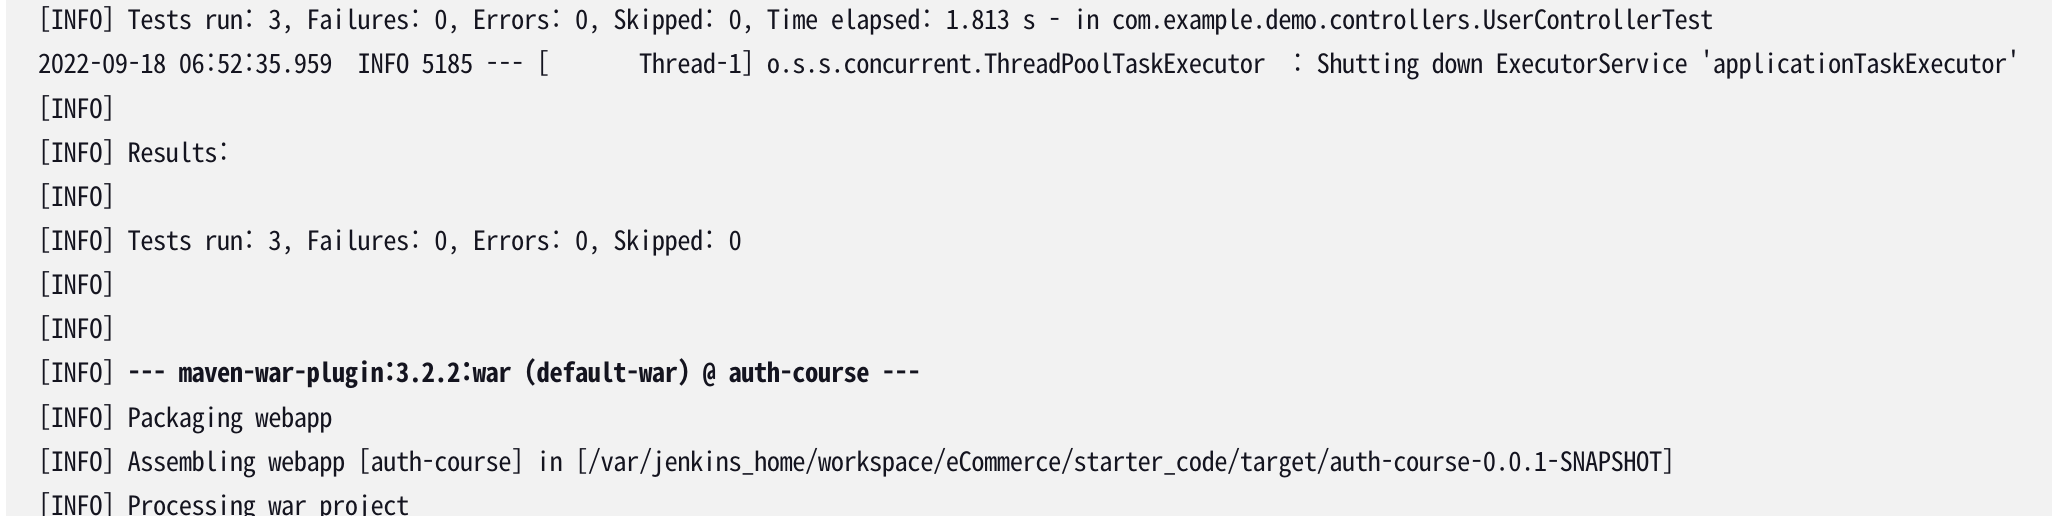 [INFO] Tests run: 3, Failures: 0, Errors: 0, Skipped: 0, Time elapsed: 1.813 s - in com.example.demo.controllers.UserControllerTest
2022-09-18 06:52:35.959  INFO 5185 --- [       Thread-1] o.s.s.concurrent.ThreadPoolTaskExecutor  : Shutting down ExecutorService 'applicationTaskExecutor'
[INFO]
[INFO] Results:
[INFO]
[INFO] Tests run: 3, Failures: 0, Errors: 0, Skipped: 0
[INFO]
[INFO]
[INFO] --- maven-war-plugin:3.2.2:war (default-war) @ auth-course ---
[INFO] Packaging webapp
[INFO] Assembling webapp [auth-course] in [/var/jenkins_home/workspace/eCommerce/starter_code/target/auth-course-0.0.1-SNAPSHOT]
[INFO] Processing war project